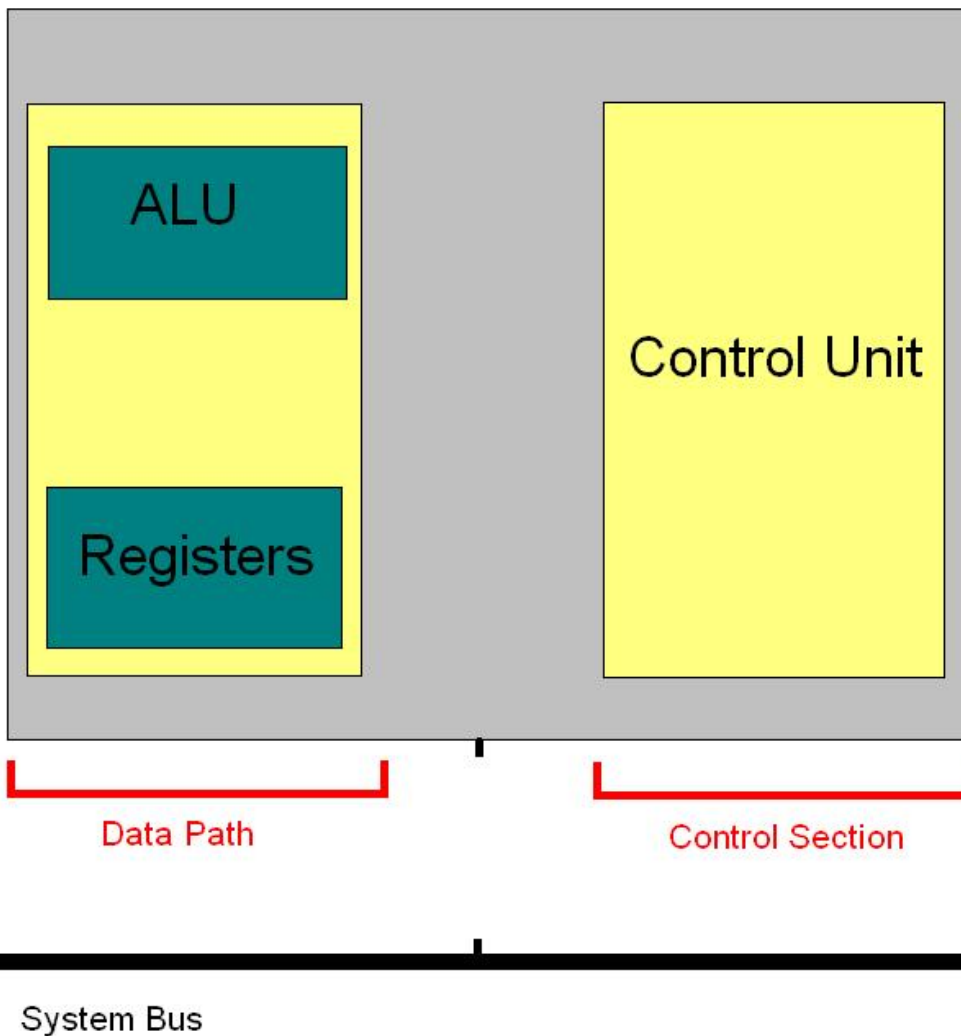 ALU
Control Unit
Registers
Data Path
Control Section
System Bus